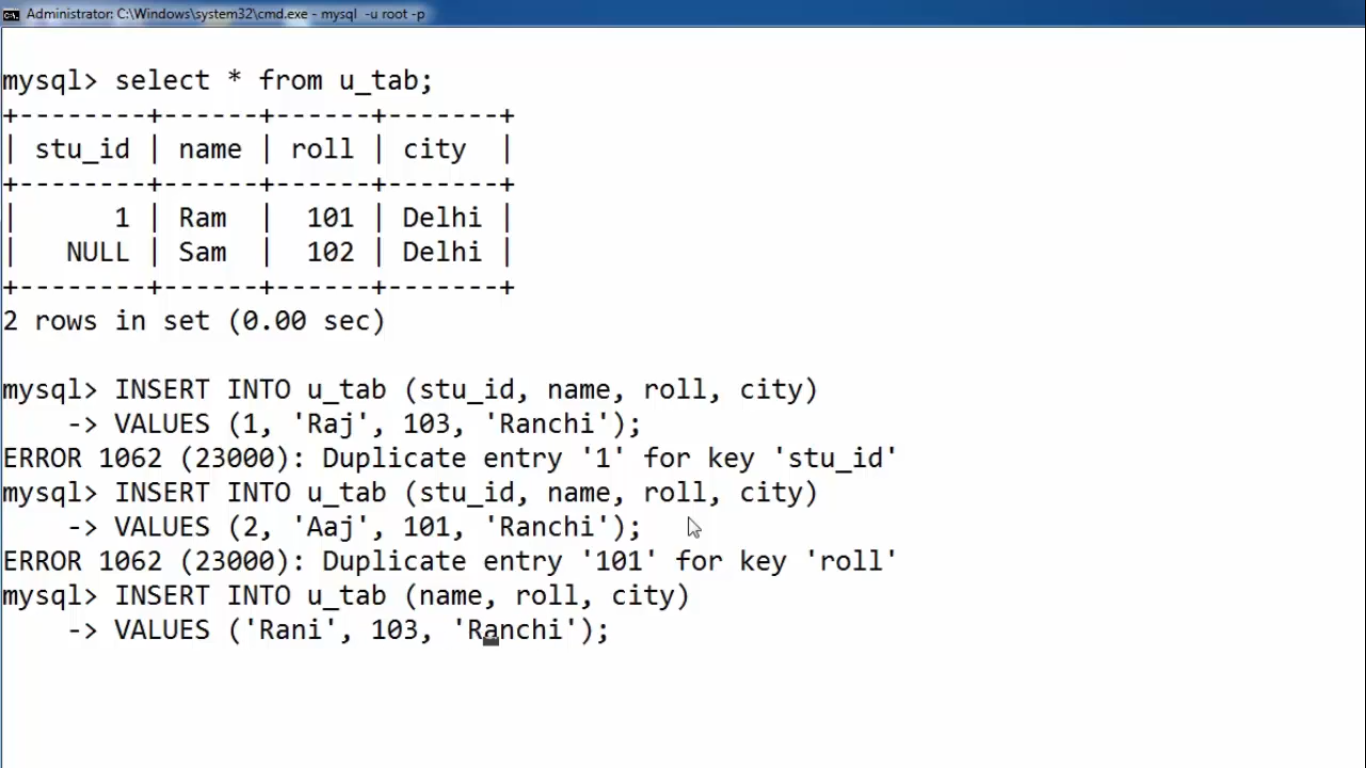 Administrator: C:\Windows\system32\cmd.exe - mysql  -u root -p
mysql> select * from u_tab;
+--------+------+------+-------+
| stu_id | name | roll | city  |
+--------+------+------+-------+
|      1 | Ram  |  101 | Delhi |
|   NULL | Sam  |  102 | Delhi |
+--------+------+------+-------+
2 rows in set (0.00 sec)
mysql> INSERT INTO u_tab (stu_id, name, roll, city)
    -> VALUES (1, 'Raj', 103, 'Ranchi');
ERROR 1062 (23000): Duplicate entry '1' for key 'stu_id'
mysql> INSERT INTO u_tab (stu_id, name, roll, city)
    -> VALUES (2, 'Aaj', 101, 'Ranchi');
ERROR 1062 (23000): Duplicate entry '101' for key 'roll'
mysql> INSERT INTO u_tab (name, roll, city)
    -> VALUES ('Rani', 103, 'Ranchi');